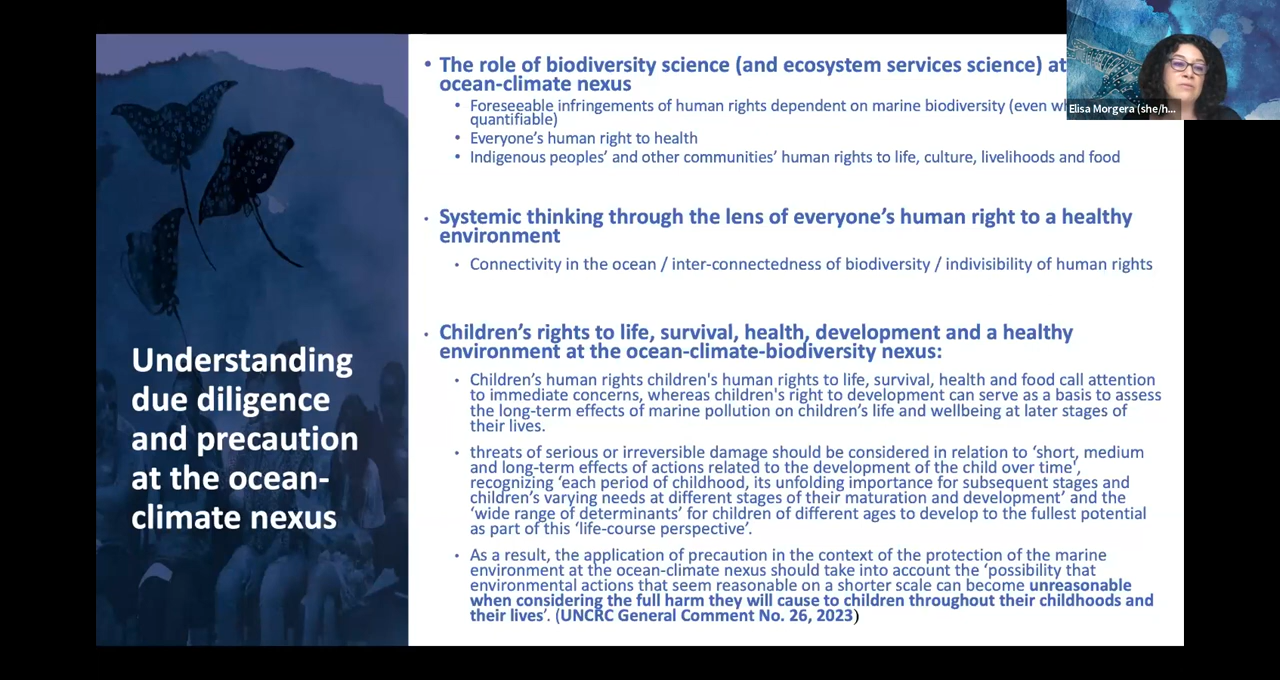 Understanding
due diligence
and precaution
at the ocean-
climate nexus
• The role of biodiversity science (and ecosystem services science) at
ocean-climate nexus
• Foreseeable infringements of human rights dependent on marine biodiversity (even
quantifiable)
• Everyone's human right to health
• Indigenous peoples' and other communities' human rights to life, culture, livelihoods and food
• Systemic thinking through the lens of everyone's human right to a healthy
environment
• Connectivity in the ocean / inter-connectedness of biodiversity / indivisibility of human rights
• Children's rights to life, survival, health, development and a healthy
environment at the ocean-climate-biodiversity nexus:
• Children's human rights children's human rights to life, survival, health and food call attention
to immediate concerns, whereas children's right to development can serve as a basis to assess
the long-term effects of marine pollution on children's life and wellbeing at later stages of
their lives.
• threats of serious or irreversible damage should be considered in relation to 'short, medium
and long-term effects of actions related to the development of the child over time',
recognizing 'each period of childhood, its unfolding importance for subsequent stages and
children's varying needs at different stages of their maturation and development' and the
'wide range of determinants' for children of different ages to develop to the fullest potential
as part of this 'life-course perspective'.
• As a result, the application of precaution in the context of the protection of the marine
environment at the ocean-climate nexus should take into account the 'possibility that
environmental actions that seem reasonable on a shorter scale can become unreasonable
when considering the full harm they will cause to children throughout their childhoods and
their lives'. (UNCRC General Comment No. 26, 2023)
Elisa Morgera (she/h...